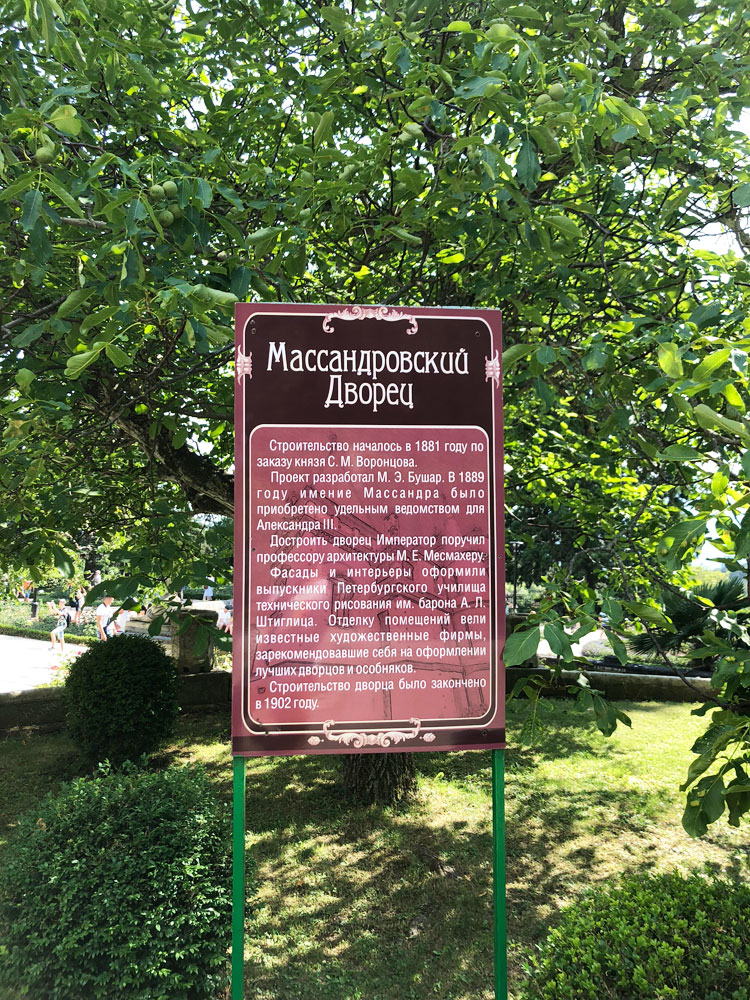 Массандровский
Дворец
Строительство началось в 1881 году по
заказу князя С. М. Воронцова.
Проект разработал М. Э. Бушар. В 1889
году имение Массандра было
приобретено удельным ведомством для
Александра III.
Достроить дворец Император поручил
профессору архитектуры М. Е. Месмахеру.
Фасады и интерьеры оформили
выпускники Петербургского училища
технического рисования им. барона А. Л.
Штиглица. Отделку помещений вели
известные художественные фирмы,
зарекомендовавшие себя на оформлении
лучших дворцов и особняков.
Строительство дворца было закончено
в 1902 году.